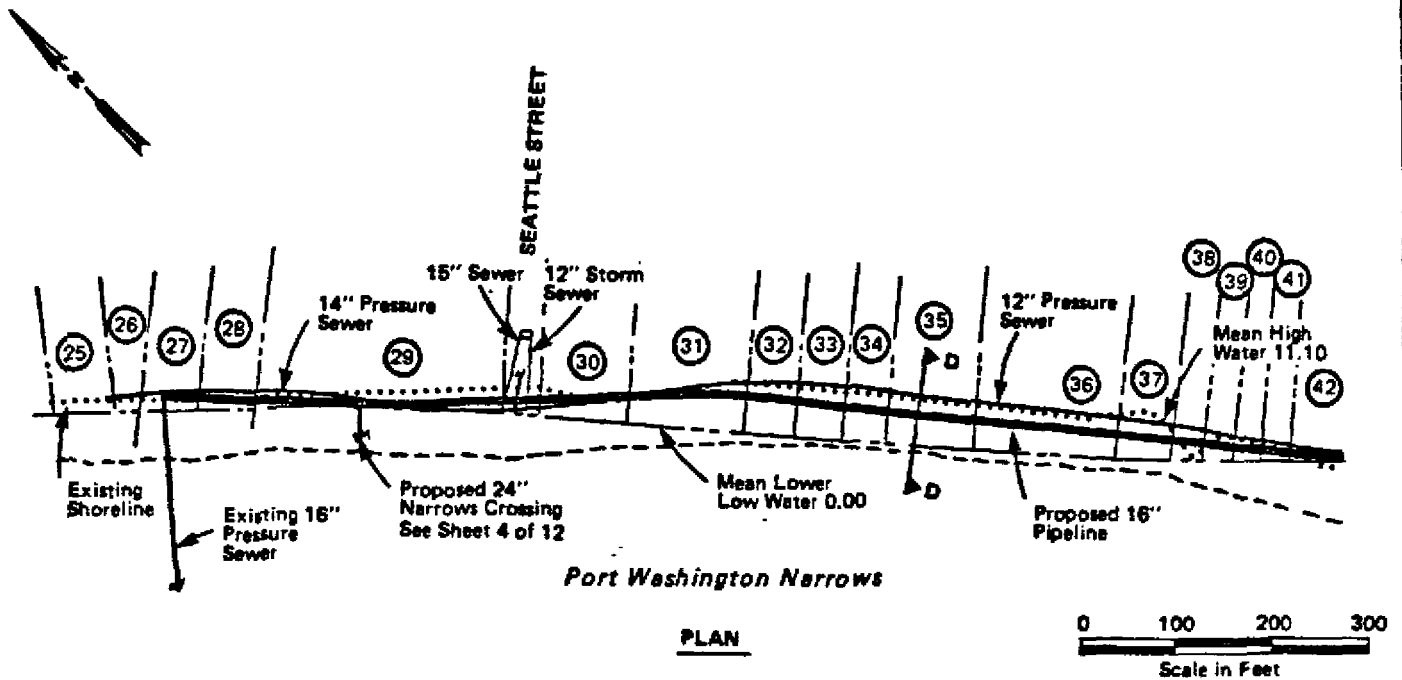 N
SEATTLE STREET
38
40
39
41
15" Sewer
12" Storm
Sewer
14" Pressure
Sewer
12" Pressure
Sewer
Mean High
Water 11.10
25
26
27
28
29
30
31
32
33
34
35
36
37
42
D
D
Existing
Shoreline
Existing 16"
Pressure
Sewer
Proposed 24"
Narrows Crossing
See Sheet 4 of 12
Mean Lower
Low Water 0.00
Proposed 16"
Pipeline
Port Washington Narrows
PLAN
0 100 200 300
Scale in Feet